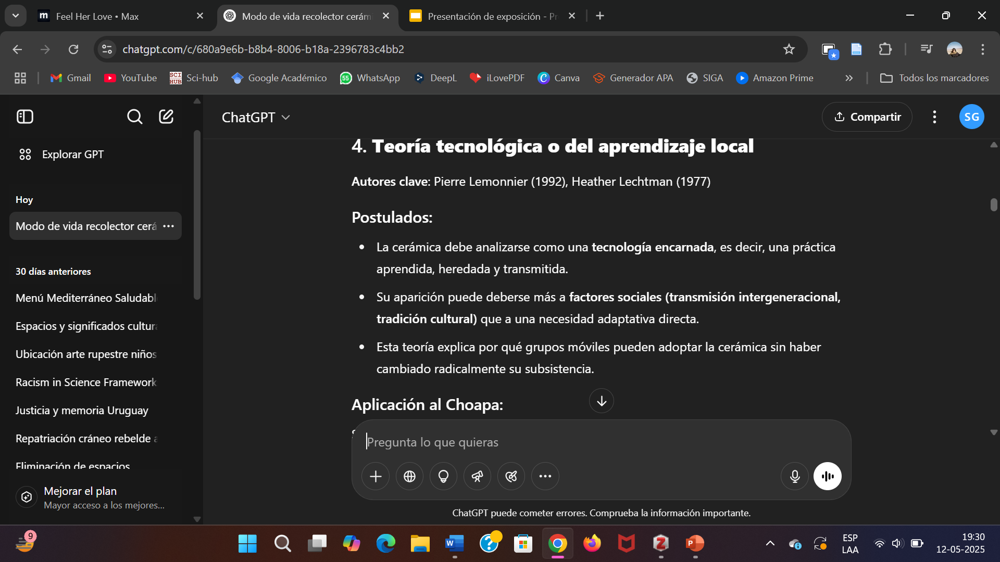 Feel Her Love • Max
Modo de vida recolector cerám
Presentación de exposición - Pr
chatgpt.com/c/680a9e6b-b8b4-8006-b18a-2396783c4bb2
Gmail
YouTube
SCI HUB
Sci-hub
Google Académico
55
WhatsApp
DeepL
iLovePDF
Canva
Generador APA
SIGA
Amazon Prime
Todos los marcadores
ChatGPT
Compartir
SG
Explorar GPT
Hoy
Modo de vida recolector cerá
30 días anteriores
Menú Mediterráneo Saludabl
Espacios y significados cultura
Ubicación arte rupestre niños
Racism in Science Framework
Justicia y memoria Uruguay
Repatriación cráneo rebelde a
Eliminación de espacios
Mejorar el plan
Mayor acceso a los mejores...
4. Teoría tecnológica o del aprendizaje local
Autores clave: Pierre Lemonnier (1992), Heather Lechtman (1977)
Postulados:
• La cerámica debe analizarse como una tecnología encarnada, es decir, una práctica
aprendida, heredada y transmitida.
• Su aparición puede deberse más a factores sociales (transmisión intergeneracional,
tradición cultural) que a una necesidad adaptativa directa.
• Esta teoría explica por qué grupos móviles pueden adoptar la cerámica sin haber
cambiado radicalmente su subsistencia.
Aplicación al Choapa:
Pregunta lo que quieras
ChatGPT puede cometer errores. Comprueba la información importante.
9
ESP
LAA
19:30
12-05-2025